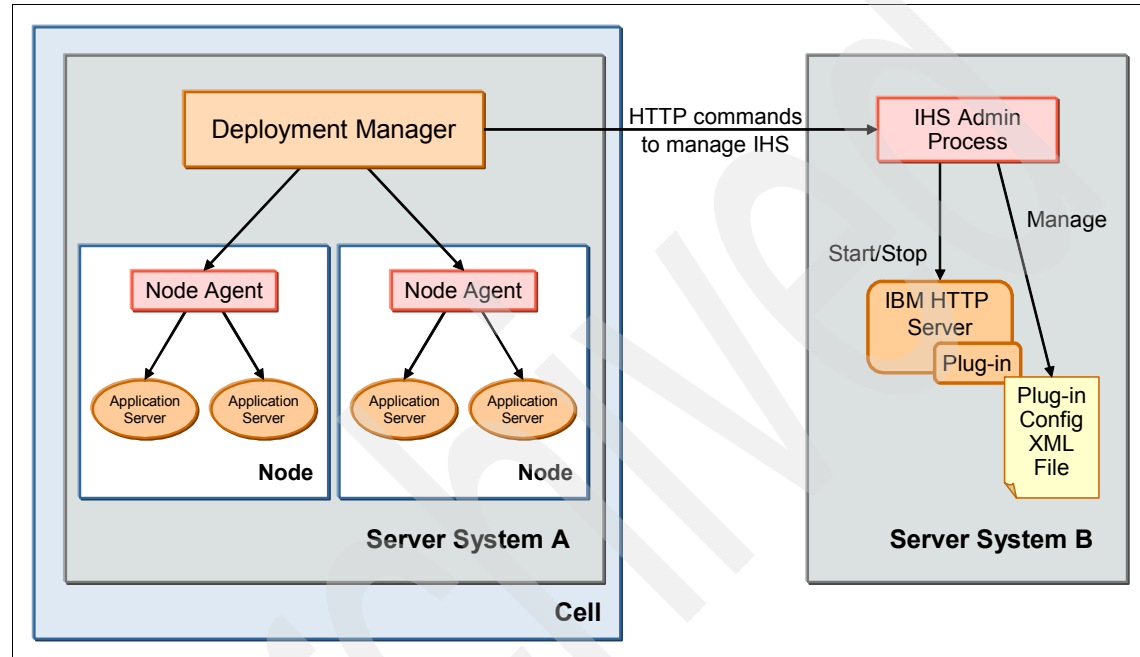 Deployment Manager
HTTP commands
to manage IHS
IHS Admin
Process
Manage
Start/Stop
Node Agent
Node Agent
IBM HTTP
Server
Plug-in
Application
Server
Application
Server
Application
Server
Application
Server
Plug-in
Config
XML
File
Node
Node
Server System A
Server System B
Cell